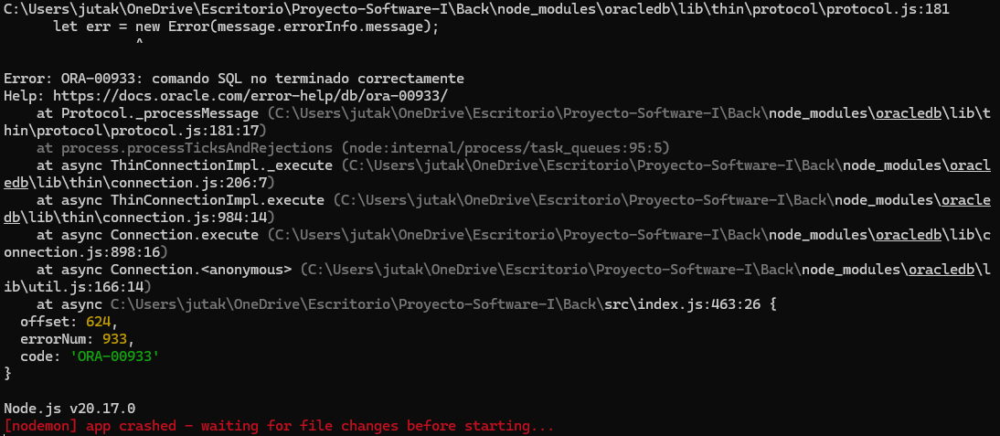 C:\Users\jutak\OneDrive\Escritorio\Proyecto-Software-I\Back\node_modules\oracledb\lib\thin\protocol\protocol.js:181
      let err = new Error(message.errorInfo.message);
                ^
Error: ORA-00933: comando SQL no terminado correctamente
Help: https://docs.oracle.com/error-help/db/ora-00933/
    at Protocol._processMessage (C:\Users\jutak\OneDrive\Escritorio\Proyecto-Software-I\Back\node_modules\oracledb\lib\t
hin\protocol\protocol.js:181:17)
    at process.processTicksAndRejections (node:internal/process/task_queues:95:5)
    at async ThinConnectionImpl._execute (C:\Users\jutak\OneDrive\Escritorio\Proyecto-Software-I\Back\node_modules\oracl
edb\lib\thin\connection.js:206:7)
    at async ThinConnectionImpl.execute (C:\Users\jutak\OneDrive\Escritorio\Proyecto-Software-I\Back\node_modules\oracle
db\lib\thin\connection.js:984:14)
    at async Connection.execute (C:\Users\jutak\OneDrive\Escritorio\Proyecto-Software-I\Back\node_modules\oracledb\lib\c
onnection.js:898:16)
    at async Connection.<anonymous> (C:\Users\jutak\OneDrive\Escritorio\Proyecto-Software-I\Back\node_modules\oracledb\l
ib\util.js:166:14)
    at async C:\Users\jutak\OneDrive\Escritorio\Proyecto-Software-I\Back\src\index.js:463:26 {
  offset: 624,
  errorNum: 933,
  code: 'ORA-00933'
}
Node.js v20.17.0
[nodemon] app crashed - waiting for file changes before starting...